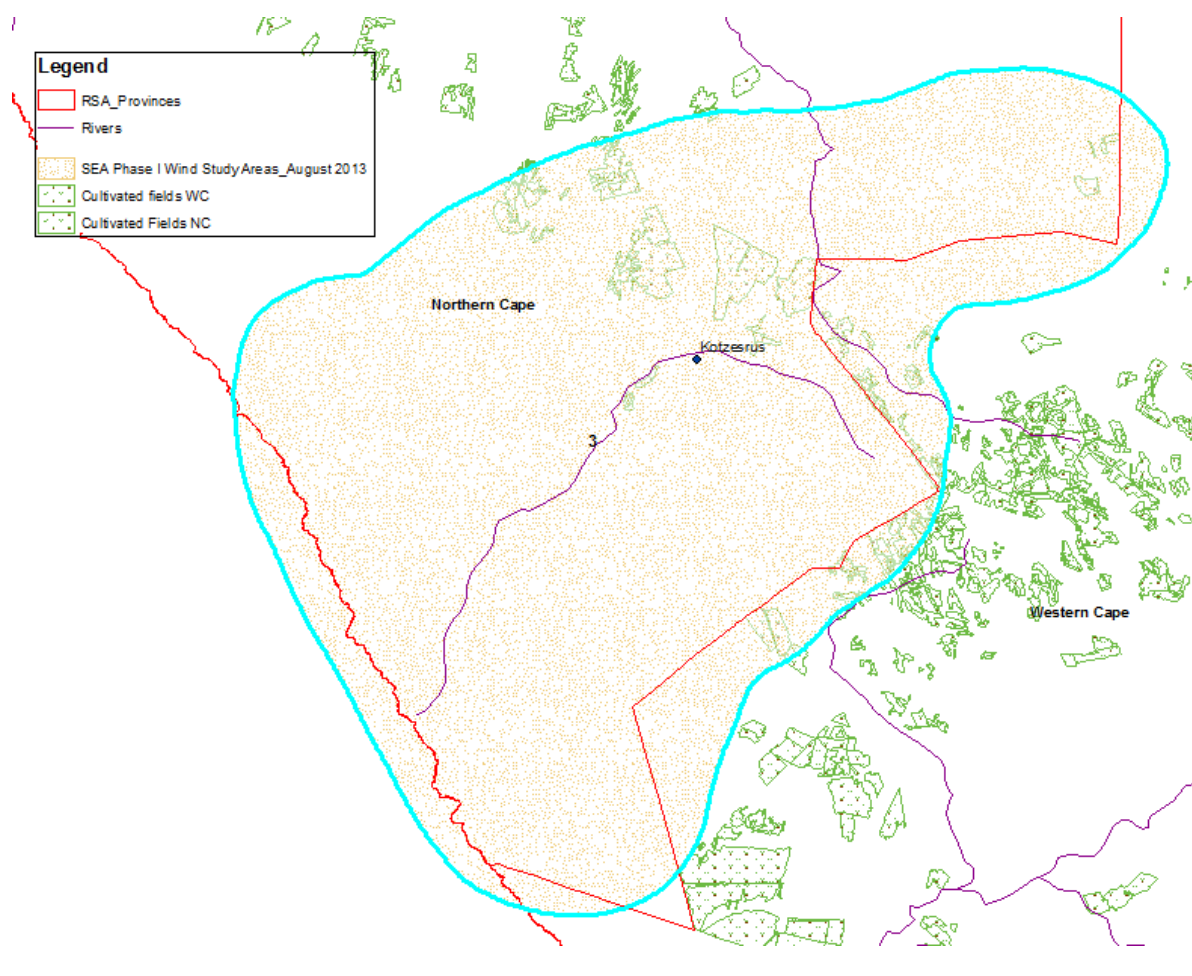 Legend
RSA_Provinces
Rivers
SEA Phase I Wind Study Areas_August 2013
Cultivated fields WC
Cultivated Fields NC
Northern Cape
Kotzesrus
3
Western Cape